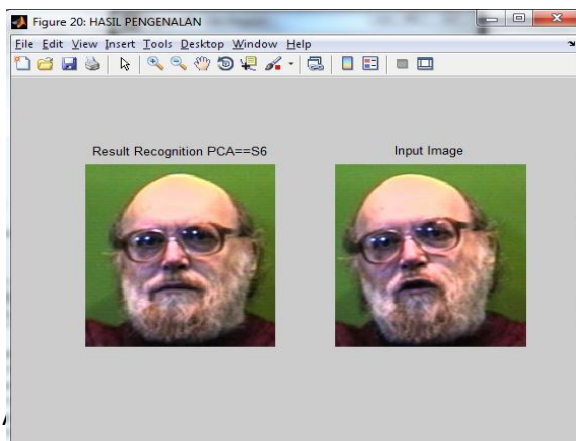 Figure 20: HASIL PENGENALAN
File Edit View Insert Tools Desktop Window Help
Result Recognition PCA==S6
Input Image